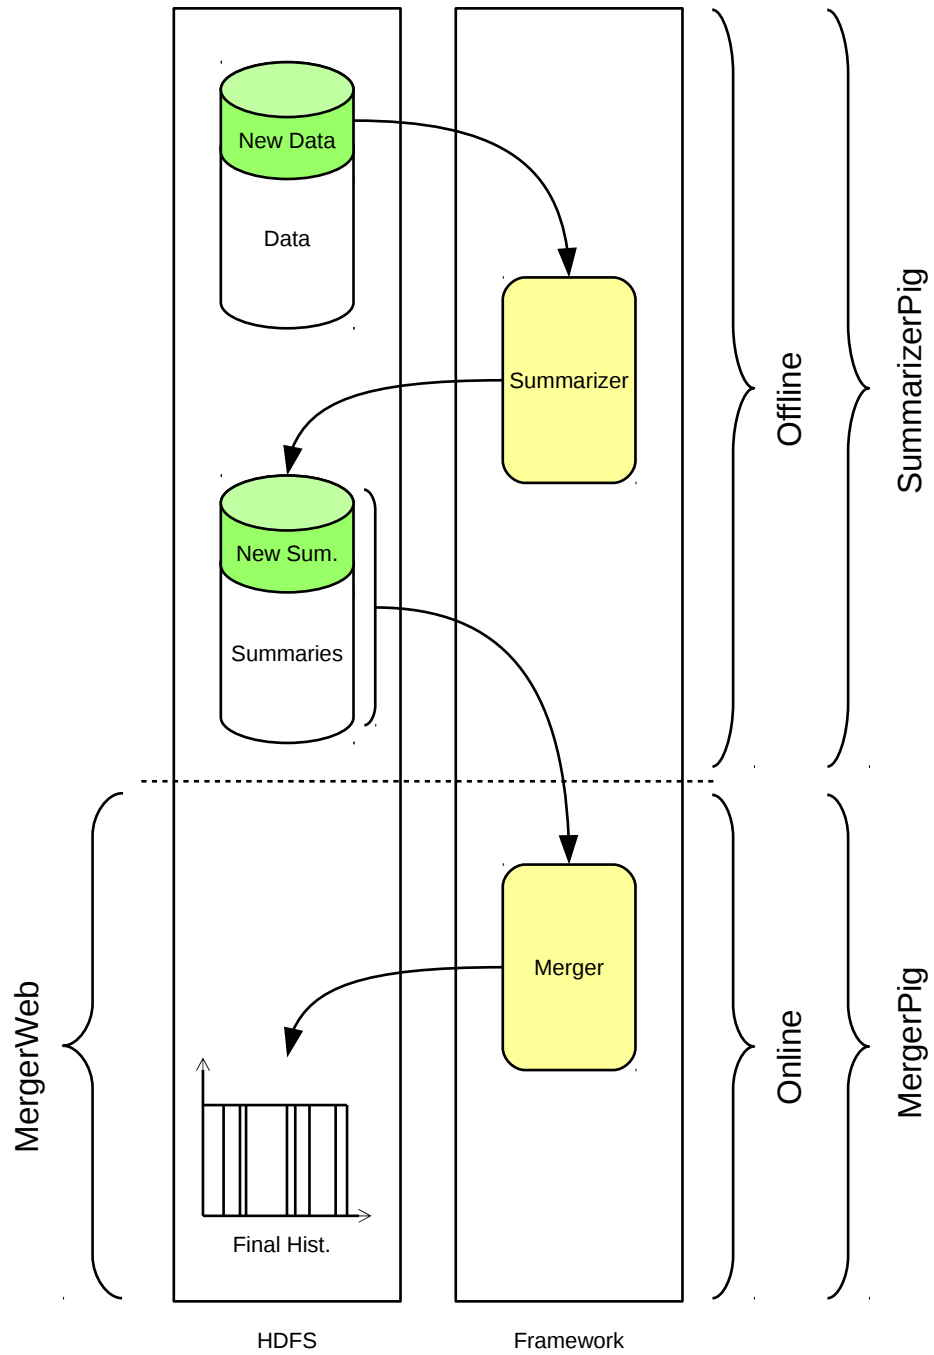 New Data
Data
Summarizer
Offline
SummarizerPig
New Sum.
Summaries
Merger
MergerWeb
Online
MergerPig
Final Hist.
HDFS
Framework